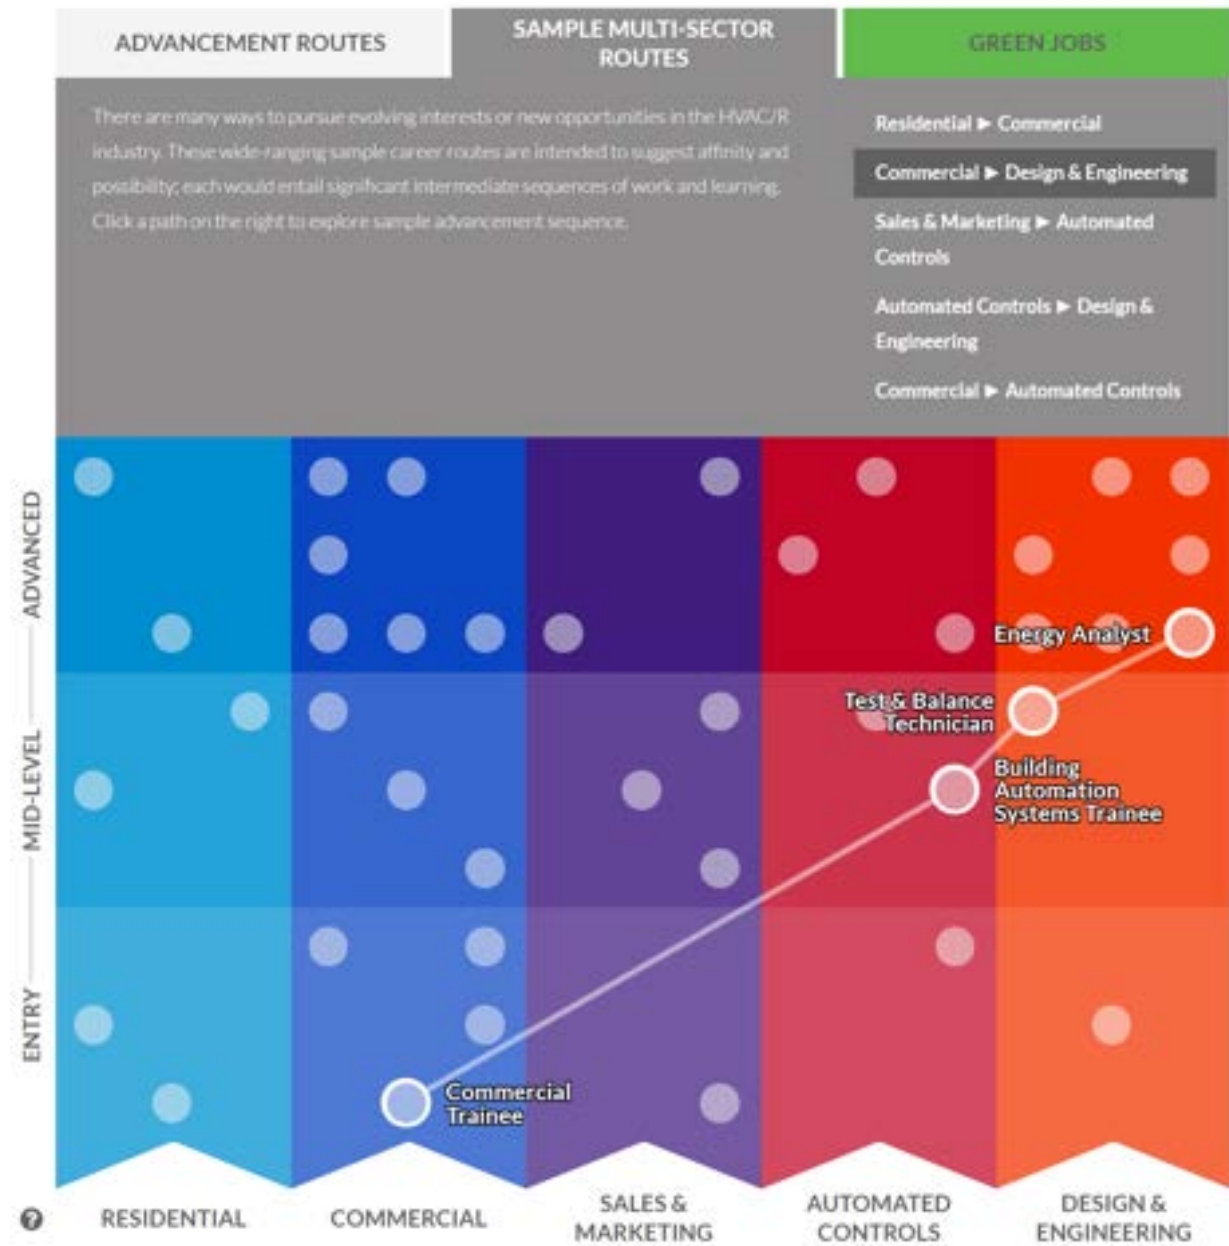 ADVANCEMENT ROUTES
SAMPLE MULTI-SECTOR
ROUTES
GREEN JOBS
There are many ways to pursue evolving interests or new opportunities in the HVAC/R
industry. These wide-ranging sample career routes are intended to suggest affinity and
possibility; each would entail significant intermediate sequences of work and learning.
Click a path on the right to explore sample advancement sequence.
Residential ► Commercial
Commercial ► Design & Engineering
Sales & Marketing ► Automated
Controls
Automated Controls ► Design &
Engineering
Commercial ► Automated Controls
ADVANCED
MID-LEVEL
ENTRY
Energy Analyst
Test & Balance
Technician
Building
Automation
Systems Trainee
Commercial
Trainee
?
RESIDENTIAL
COMMERCIAL
SALES &
MARKETING
AUTOMATED
CONTROLS
DESIGN &
ENGINEERING